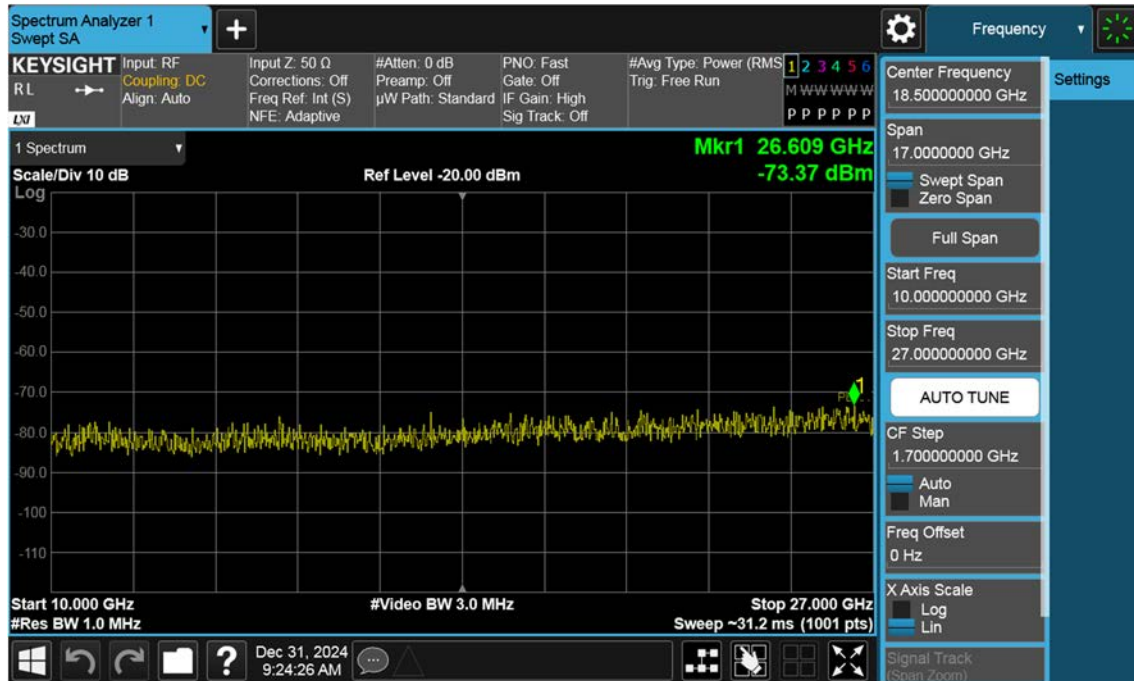 Spectrum Analyzer 1
Swept SA
+
Frequency
KEYSIGHT
RL
LXI
Input: RF
Coupling: DC
Align: Auto
Input Z: 50 Ω
Corrections: Off
Freq Ref: Int (S)
NFE: Adaptive
#Atten: 0 dB
Preamp: Off
µW Path: Standard
PNO: Fast
Gate: Off
IF Gain: High
Sig Track: Off
#Avg Type: Power (RMS
Trig: Free Run
1 2 3 4 5 6
M W W W W W
P P P P P P
1 Spectrum
Scale/Div 10 dB
Ref Level -20.00 dBm
Mkr1 26.609 GHz
-73.37 dBm
Log
-30.0
-40.0
-50.0
-60.0
-70.0
-80.0
-90.0
-100
-110
1
Start 10.000 GHz
#Res BW 1.0 MHz
#Video BW 3.0 MHz
Stop 27.000 GHz
Sweep ~31.2 ms (1001 pts)
?
Dec 31, 2024
9:24:26 AM
Center Frequency
18.500000000 GHz
Span
17.0000000 GHz
Swept Span
Zero Span
Full Span
Start Freq
10.000000000 GHz
Stop Freq
27.000000000 GHz
AUTO TUNE
CF Step
1.700000000 GHz
Auto
Man
Freq Offset
0 Hz
X Axis Scale
Log
Lin
Signal Track
(Span Zoom)
Settings